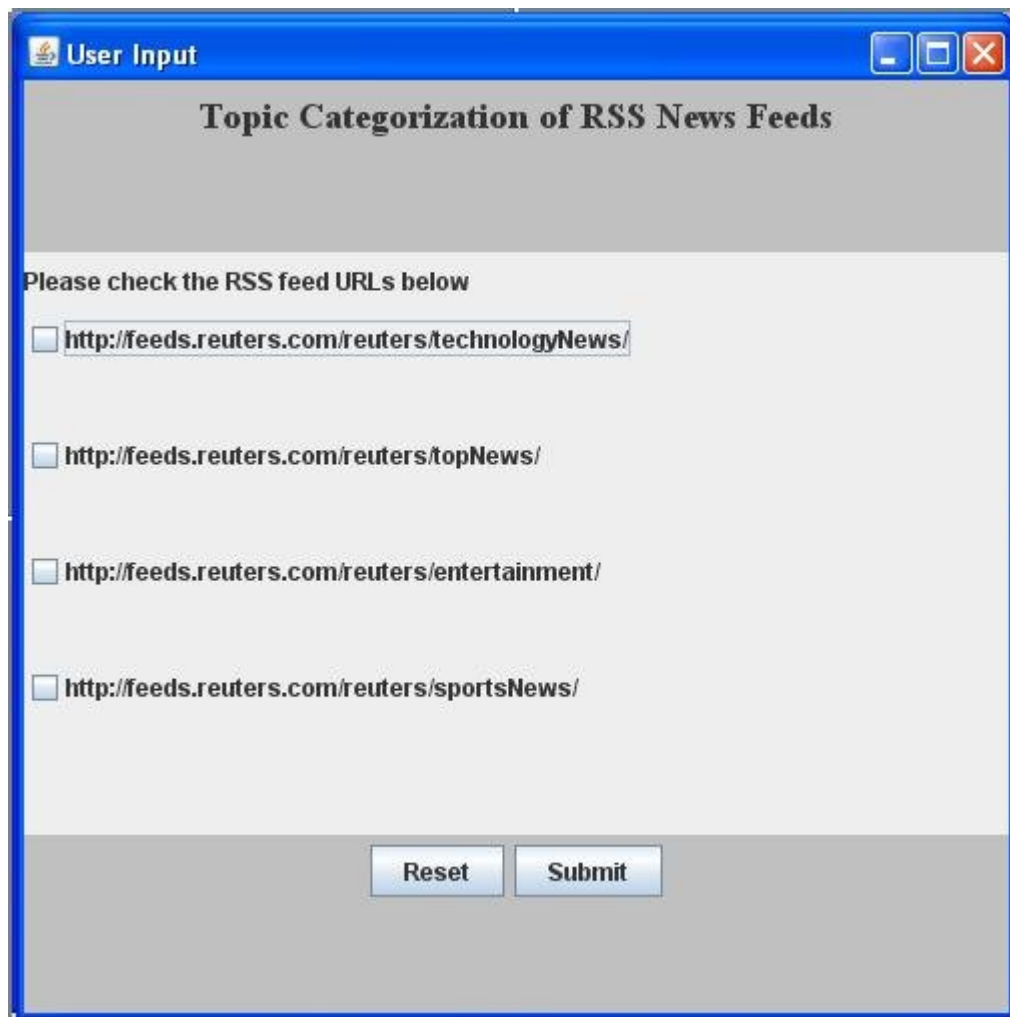 User Input
Topic Categorization of RSS News Feeds
Please check the RSS feed URLs below
http://feeds.reuters.com/reuters/technologyNews/
http://feeds.reuters.com/reuters/topNews/
http://feeds.reuters.com/reuters/entertainment/
http://feeds.reuters.com/reuters/sportsNews/
Reset Submit